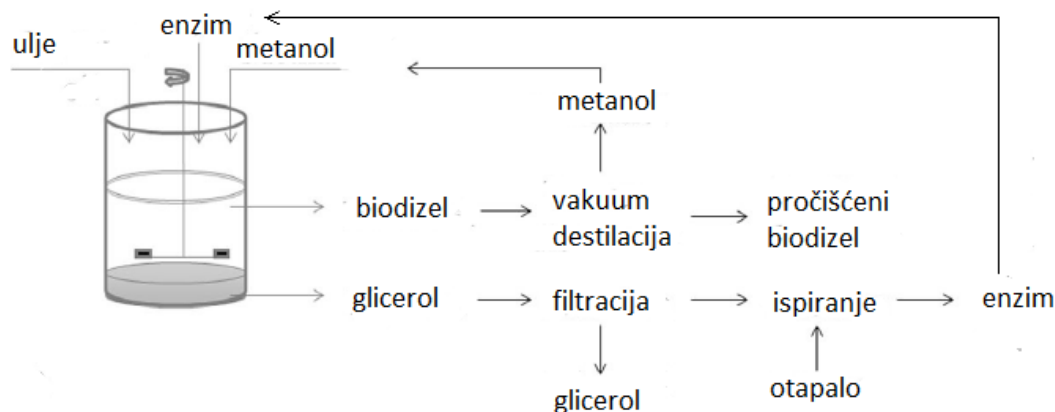 enzim
ulje
metanol
metanol
biodizel
vakuum
destilacija
pročišćeni
biodizel
glicerol
filtracija
ispiranje
enzim
glicerol
otapalo